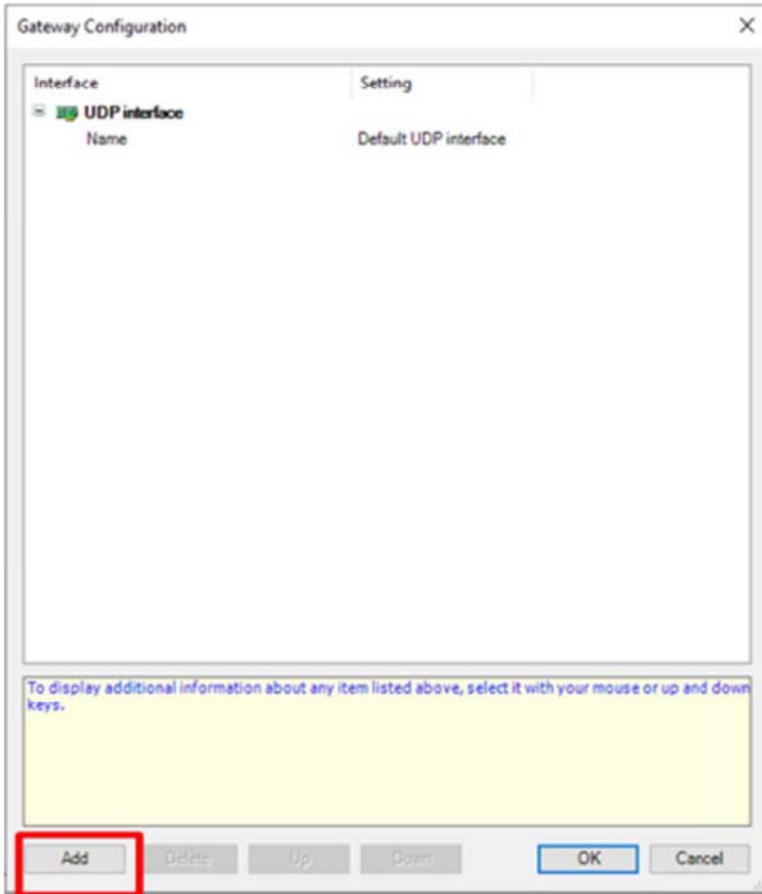 Gateway Configuration
Interface Setting
UDP interface
Name Default UDP interface
To display additional information about any item listed above, select it with your mouse or up and down
keys.
Add Delete Up Down OK Cancel